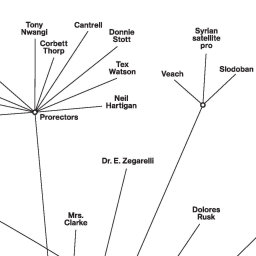 Tony
Nwangi
Cantrell
Corbett
Thorp
Donnie
Stott
Tex
Watson
Neil
Hartigan
Prorectors
Syrian
satellite
pro
Veach
Slodoban
Dr. E. Zegarelli
Mrs.
Clarke
Dolores
Rusk